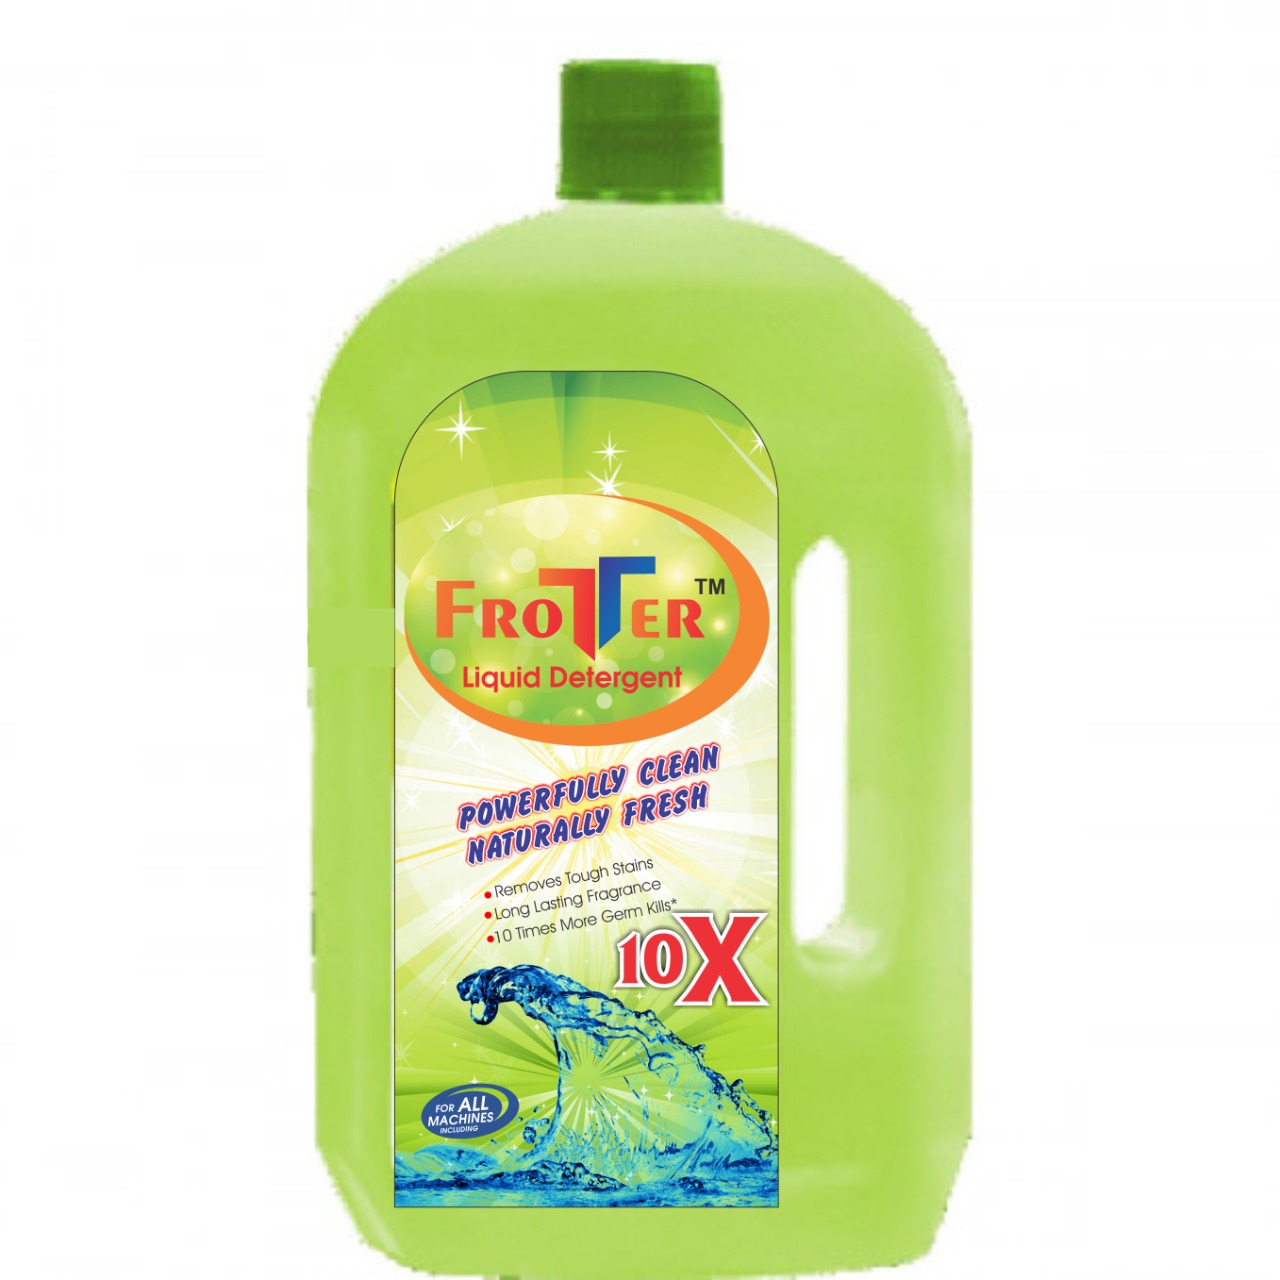 FROTTER™
Liquid Detergent
POWERFULLY CLEAN
NATURALLY FRESH
• Removes Tough Stains
• Long Lasting Fragrance
•10 Times More Germ Kills*
10X
FOR ALL
MACHINES
INCLUDING